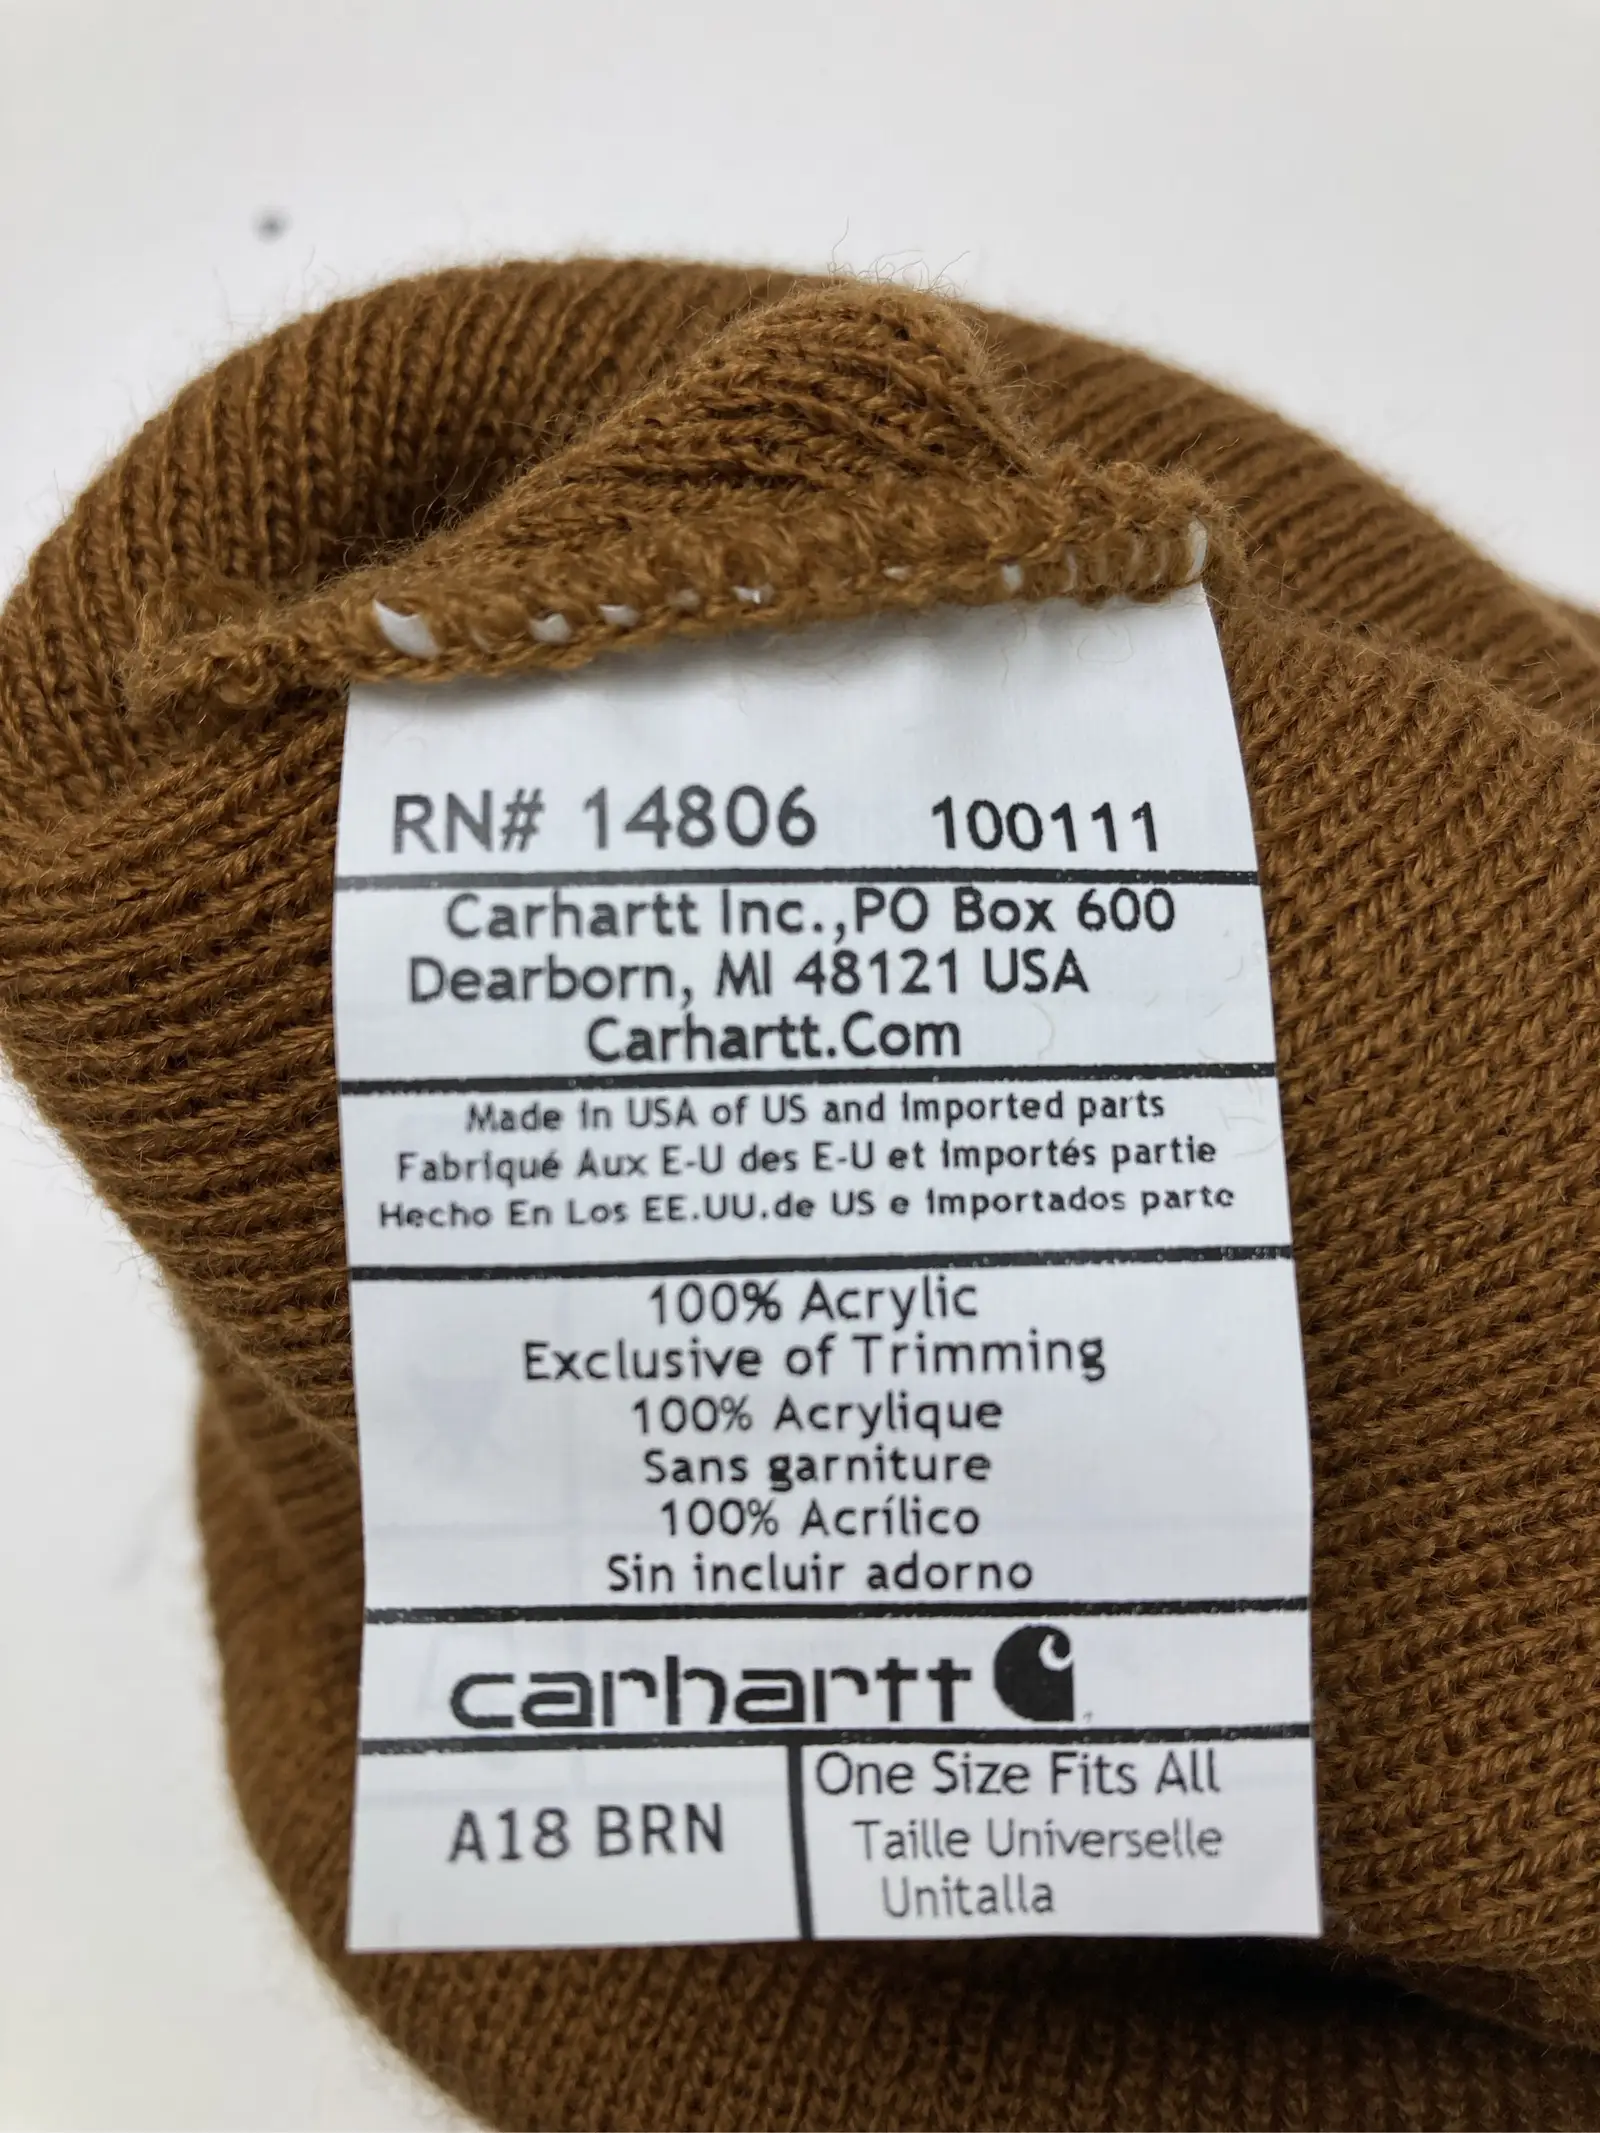 RN# 14806 100111
Carhartt Inc.,PO Box 600
Dearborn, MI 48121 USA
Carhartt.Com
Made in USA of US and imported parts
Fabriqué Aux E-U des E-U et importés partie
Hecho En Los EE.UU.de US e importados parte
100% Acrylic
Exclusive of Trimming
100% Acrylique
Sans garniture
100% Acrílico
Sin incluir adorno
carhartt
A18 BRN
One Size Fits All
Taille Universelle
Unitalla